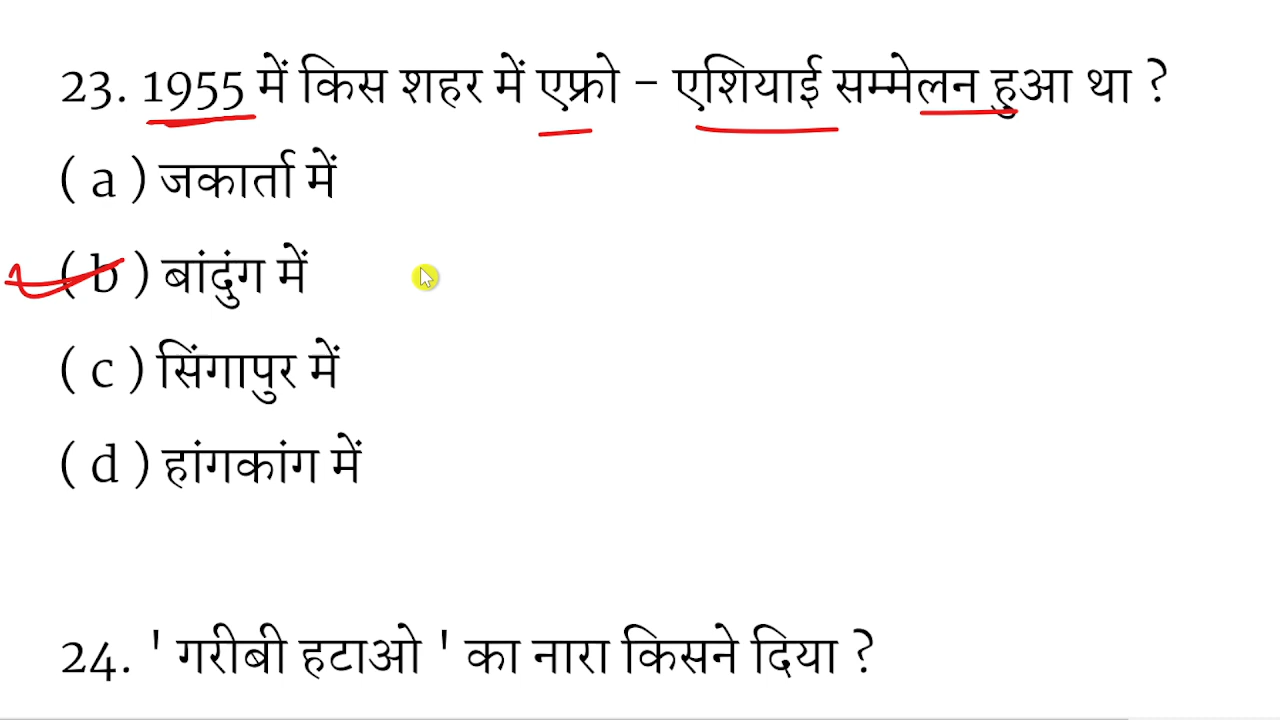 23. 1955 में किस शहर में एफ्रो - एशियाई सम्मेलन हुआ था ?
( a ) जकार्ता में
( b ) बांदुंग में
( c ) सिंगापुर में
( d ) हांगकांग में
24. ' गरीबी हटाओ ' का नारा किसने दिया ?